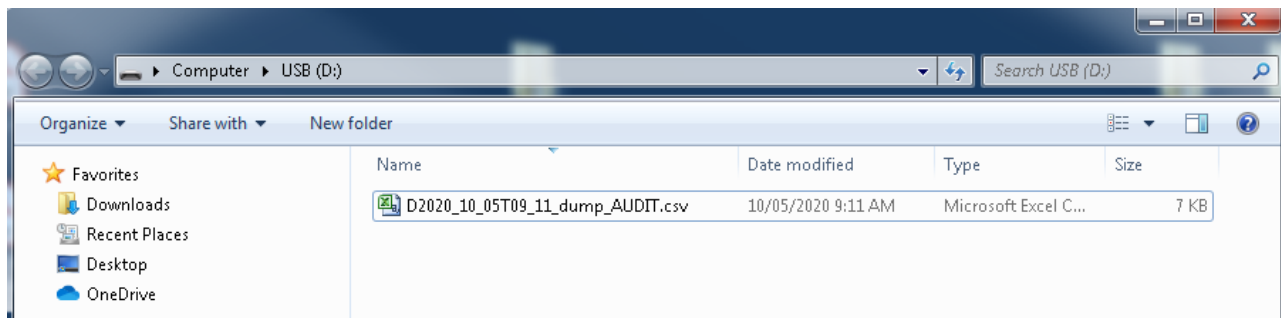 Computer ▸ USB (D:)
Search USB (D:)
Organize ▾ Share with ▾ New folder
Favorites
Downloads
Recent Places
Desktop
OneDrive
Name Date modified Type Size
D2020_10_05T09_11_dump_AUDIT.csv 10/05/2020 9:11 AM Microsoft Excel C... 7 KB